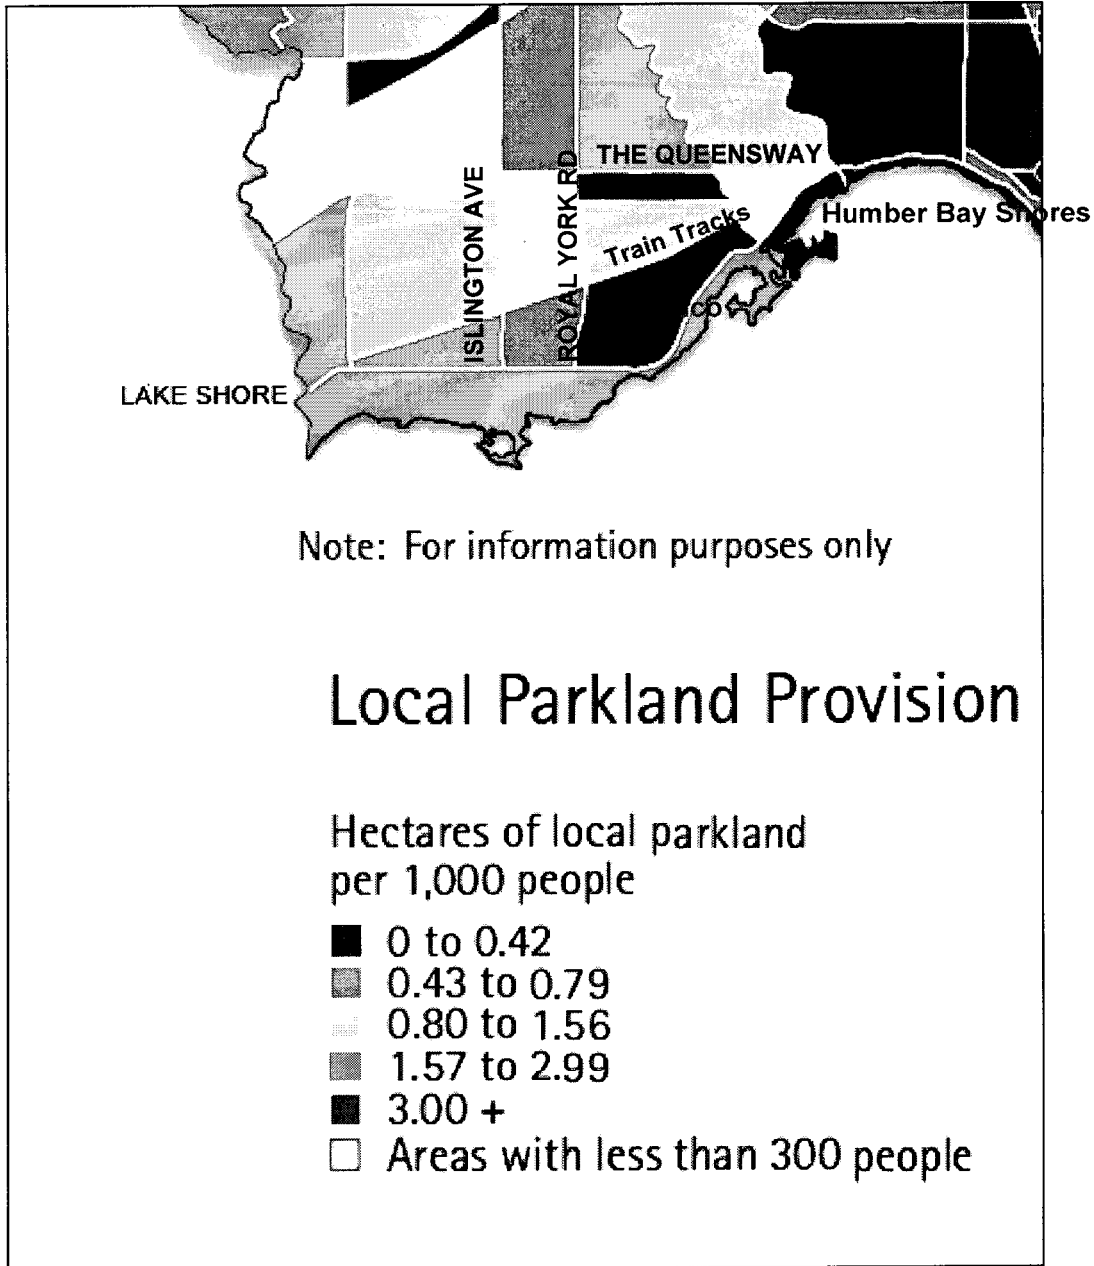 THE QUEENSWAY
Humber Bay Shores
Train Tracks
ISLINGTON AVE
ROYAL YORK RD
LAKE SHORE
Note: For information purposes only
Local Parkland Provision
Hectares of local parkland
per 1,000 people
0 to 0.42
0.43 to 0.79
0.80 to 1.56
1.57 to 2.99
3.00 +
Areas with less than 300 people